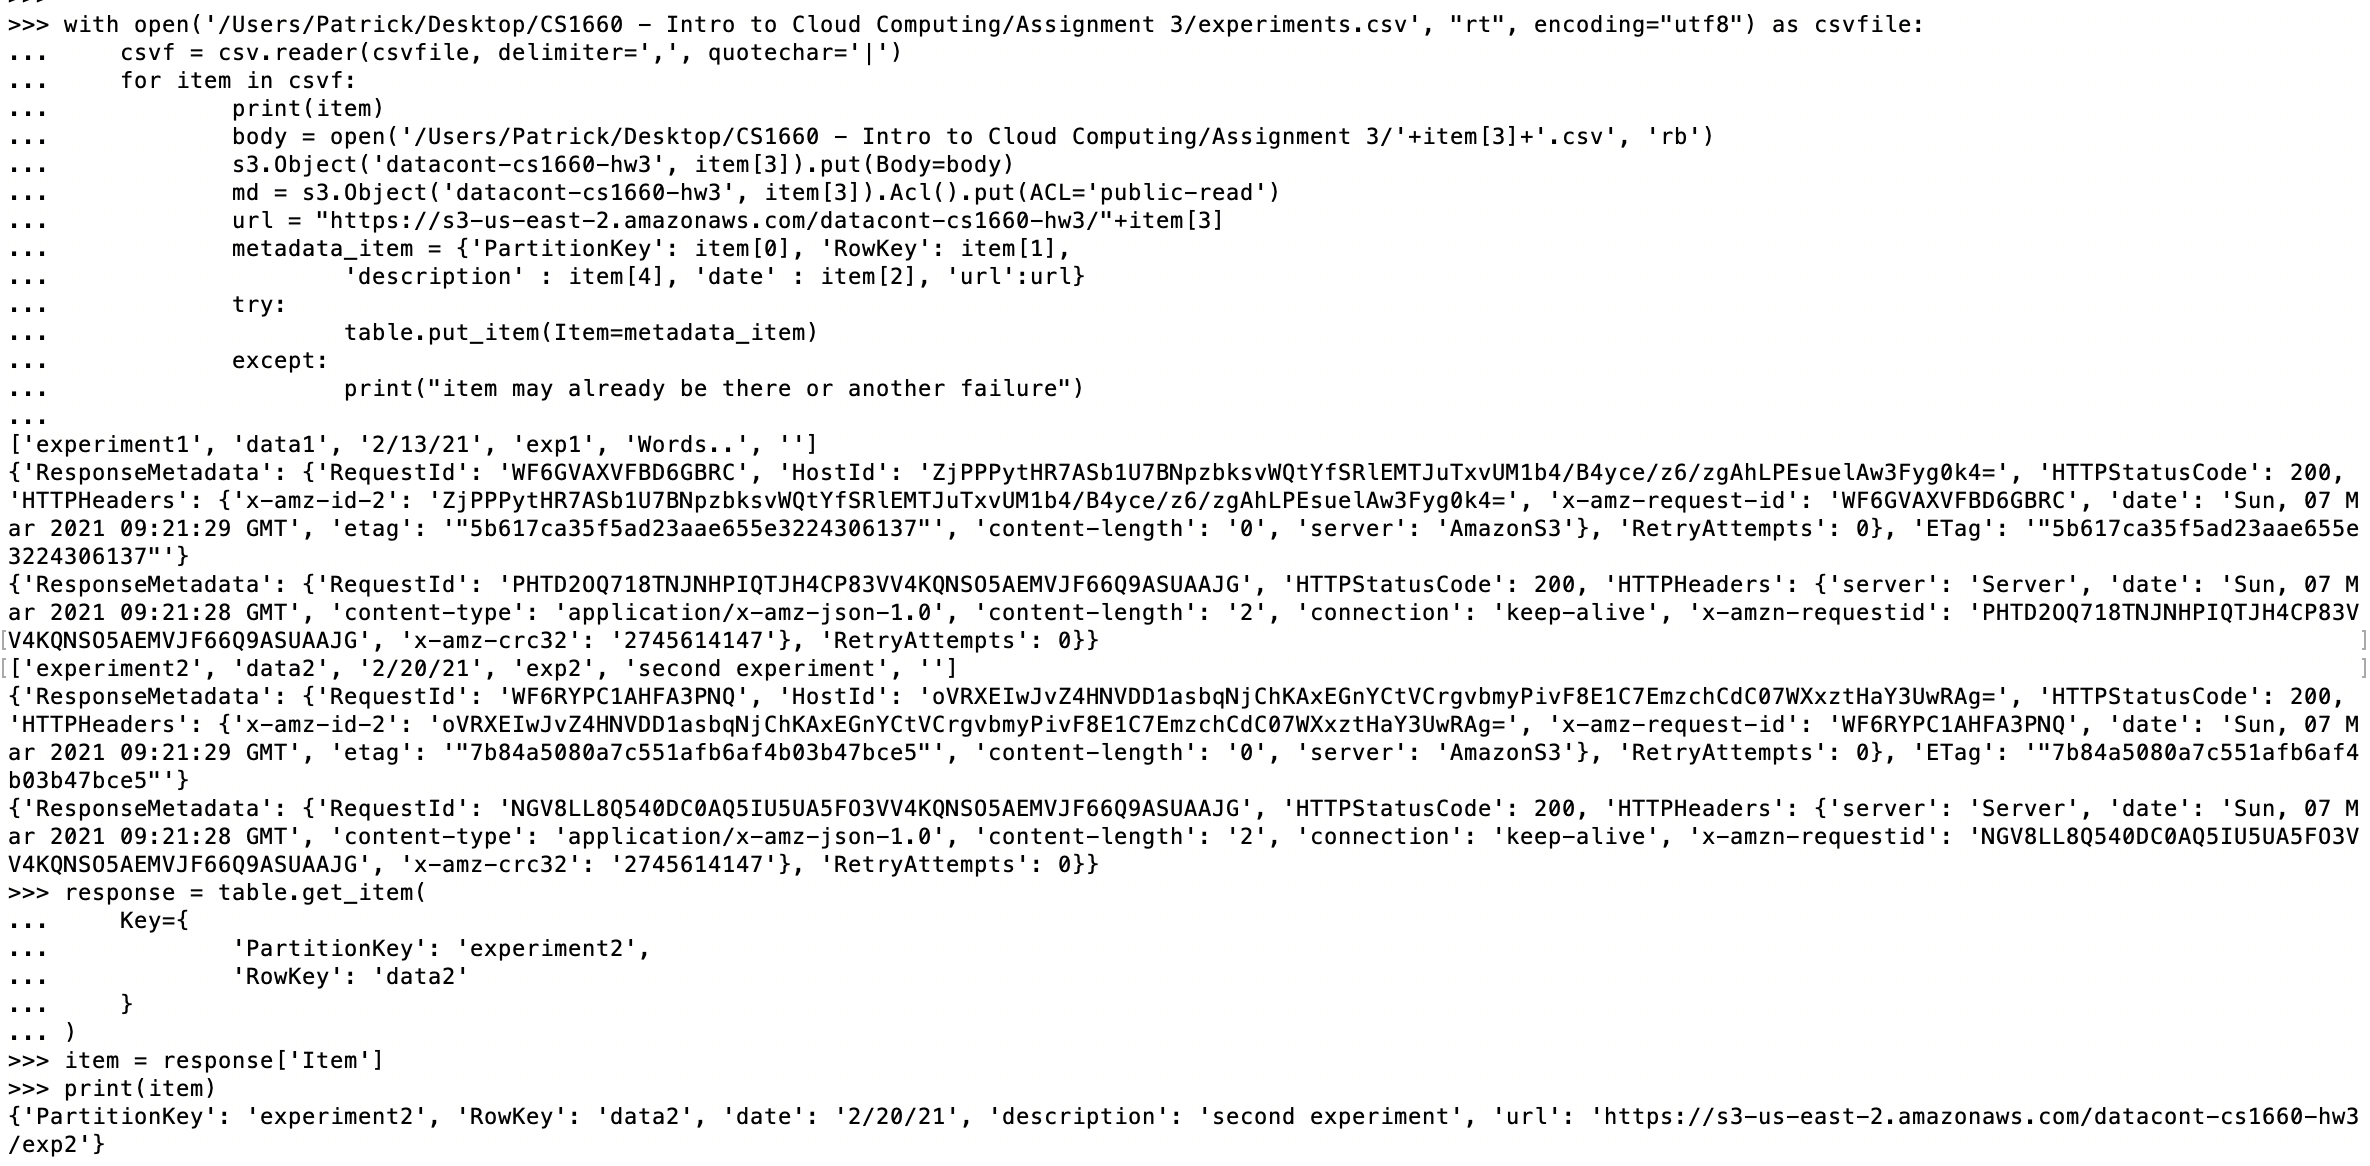 >>> with open('/Users/Patrick/Desktop/CS1660 - Intro to Cloud Computing/Assignment 3/experiments.csv', "rt", encoding="utf8") as csvfile:
...     csvf = csv.reader(csvfile, delimiter=',', quotechar='|')
...     for item in csvf:
...             print(item)
...             body = open('/Users/Patrick/Desktop/CS1660 - Intro to Cloud Computing/Assignment 3/'+item[3]+'.csv', 'rb')
...             s3.Object('datacont-cs1660-hw3', item[3]).put(Body=body)
...             md = s3.Object('datacont-cs1660-hw3', item[3]).Acl().put(ACL='public-read')
...             url = "https://s3-us-east-2.amazonaws.com/datacont-cs1660-hw3/"+item[3]
...             metadata_item = {'PartitionKey': item[0], 'RowKey': item[1],
...                     'description' : item[4], 'date' : item[2], 'url':url}
...             try:
...                     table.put_item(Item=metadata_item)
...             except:
...                     print("item may already be there or another failure")
...
['experiment1', 'data1', '2/13/21', 'exp1', 'Words..', '']
{'ResponseMetadata': {'RequestId': 'WF6GVAXVFBD6GBRC', 'HostId': 'ZjPPPytHR7ASb1U7BNpzbksvWQtYfSRlEMTJuTxvUM1b4/B4yce/z6/zgAhLPEsuelAw3Fyg0k4=', 'HTTPStatusCode': 200,
'HTTPHeaders': {'x-amz-id-2': 'ZjPPPytHR7ASb1U7BNpzbksvWQtYfSRlEMTJuTxvUM1b4/B4yce/z6/zgAhLPEsuelAw3Fyg0k4=', 'x-amz-request-id': 'WF6GVAXVFBD6GBRC', 'date': 'Sun, 07 M
ar 2021 09:21:29 GMT', 'etag': '"5b617ca35f5ad23aae655e3224306137"', 'content-length': '0', 'server': 'AmazonS3'}, 'RetryAttempts': 0}, 'ETag': '"5b617ca35f5ad23aae655e
3224306137"'}
{'ResponseMetadata': {'RequestId': 'PHTD2OQ718TNJNHPIQTJH4CP83VV4KQNSO5AEMVJF66Q9ASUAAJG', 'HTTPStatusCode': 200, 'HTTPHeaders': {'server': 'Server', 'date': 'Sun, 07 M
ar 2021 09:21:28 GMT', 'content-type': 'application/x-amz-json-1.0', 'content-length': '2', 'connection': 'keep-alive', 'x-amzn-requestid': 'PHTD2OQ718TNJNHPIQTJH4CP83V
[V4KQNSO5AEMVJF66Q9ASUAAJG', 'x-amz-crc32': '2745614147'}, 'RetryAttempts': 0}} ]
[['experiment2', 'data2', '2/20/21', 'exp2', 'second experiment', ''] ]
{'ResponseMetadata': {'RequestId': 'WF6RYPC1AHFA3PNQ', 'HostId': 'oVRXEIwJvZ4HNVDD1asbqNjChKAxEGnYCtVCrgvbmyPivF8E1C7EmzchCdC07WXxztHaY3UwRAg=', 'HTTPStatusCode': 200,
'HTTPHeaders': {'x-amz-id-2': 'oVRXEIwJvZ4HNVDD1asbqNjChKAxEGnYCtVCrgvbmyPivF8E1C7EmzchCdC07WXxztHaY3UwRAg=', 'x-amz-request-id': 'WF6RYPC1AHFA3PNQ', 'date': 'Sun, 07 M
ar 2021 09:21:29 GMT', 'etag': '"7b84a5080a7c551afb6af4b03b47bce5"', 'content-length': '0', 'server': 'AmazonS3'}, 'RetryAttempts': 0}, 'ETag': '"7b84a5080a7c551afb6af4
b03b47bce5"'}
{'ResponseMetadata': {'RequestId': 'NGV8LL8Q540DC0AQ5IU5UA5FO3VV4KQNSO5AEMVJF66Q9ASUAAJG', 'HTTPStatusCode': 200, 'HTTPHeaders': {'server': 'Server', 'date': 'Sun, 07 M
ar 2021 09:21:28 GMT', 'content-type': 'application/x-amz-json-1.0', 'content-length': '2', 'connection': 'keep-alive', 'x-amzn-requestid': 'NGV8LL8Q540DC0AQ5IU5UA5FO3V
V4KQNSO5AEMVJF66Q9ASUAAJG', 'x-amz-crc32': '2745614147'}, 'RetryAttempts': 0}}
>>> response = table.get_item(
...     Key={
...             'PartitionKey': 'experiment2',
...             'RowKey': 'data2'
...     }
... )
>>> item = response['Item']
>>> print(item)
{'PartitionKey': 'experiment2', 'RowKey': 'data2', 'date': '2/20/21', 'description': 'second experiment', 'url': 'https://s3-us-east-2.amazonaws.com/datacont-cs1660-hw3
/exp2'}